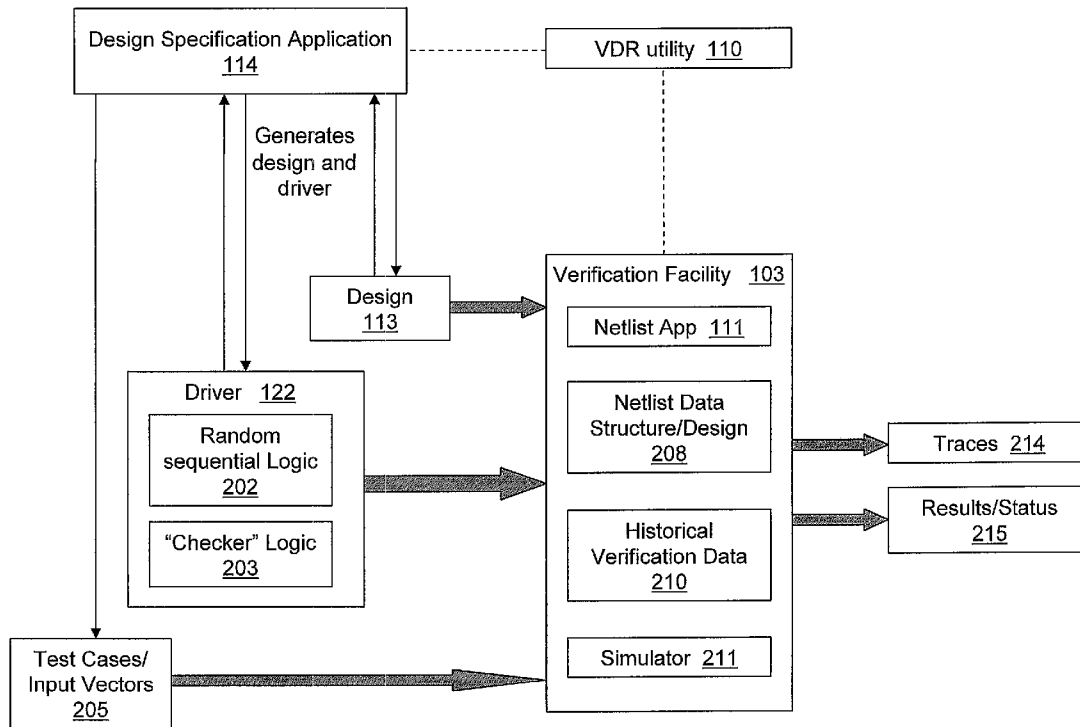 Design Specification Application
114
VDR utility 110
Generates
design and
driver
Design
113
Verification Facility 103
Netlist App 111
Netlist Data
Structure/Design
208
Historical
Verification Data
210
Simulator 211
Driver 122
Random
sequential Logic
202
“Checker” Logic
203
Test Cases/
Input Vectors
205
Traces 214
Results/Status
215